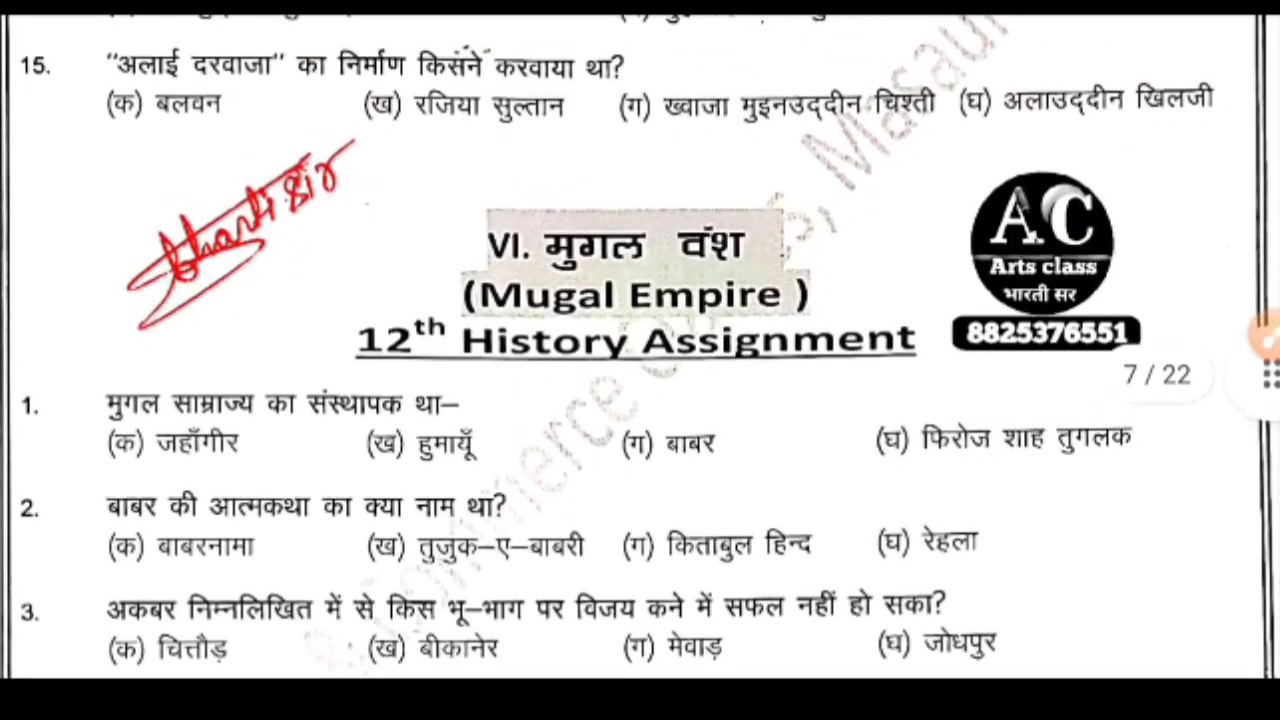 15. "अलाई दरवाजा" का निर्माण किसने करवाया था?
(क) बलवन (ख) रजिया सुल्तान (ग) ख्वाजा मुइनउद्दीन चिश्ती (घ) अलाउद्दीन खिलजी
Bharti Sir
AC
Arts class
भारती सर
8825376551
VI. मुगल वंश
(Mugal Empire )
12th History Assignment
7 / 22
1. मुगल साम्राज्य का संस्थापक था–
(क) जहाँगीर (ख) हुमायूँ (ग) बाबर (घ) फिरोज शाह तुगलक
2. बाबर की आत्मकथा का क्या नाम था?
(क) बाबरनामा (ख) तुजुक–ए–बाबरी (ग) किताबुल हिन्द (घ) रेहला
3. अकबर निम्नलिखित में से किस भू–भाग पर विजय कने में सफल नहीं हो सका?
(क) चित्तौड़ (ख) बीकानेर (ग) मेवाड़ (घ) जोधपुर